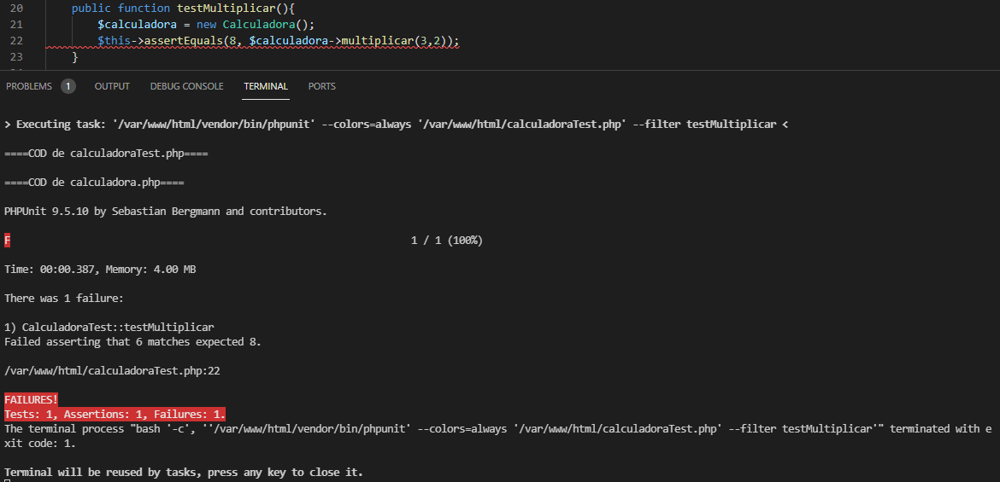 20 public function testMultiplicar(){
21 $calculadora = new Calculadora();
22 $this->assertEquals(8, $calculadora->multiplicar(3,2));
23 }
PROBLEMS 1 OUTPUT DEBUG CONSOLE TERMINAL PORTS
> Executing task: '/var/www/html/vendor/bin/phpunit' --colors=always '/var/www/html/calculadoraTest.php' --filter testMultiplicar <
====COD de calculadoraTest.php====
====COD de calculadora.php====
PHPUnit 9.5.10 by Sebastian Bergmann and contributors.
F 1 / 1 (100%)
Time: 00:00.387, Memory: 4.00 MB
There was 1 failure:
1) CalculadoraTest::testMultiplicar
Failed asserting that 6 matches expected 8.
/var/www/html/calculadoraTest.php:22
FAILURES!
Tests: 1, Assertions: 1, Failures: 1.
The terminal process "bash '-c', ''/var/www/html/vendor/bin/phpunit' --colors=always '/var/www/html/calculadoraTest.php' --filter testMultiplicar'" terminated with e
xit code: 1.
Terminal will be reused by tasks, press any key to close it.